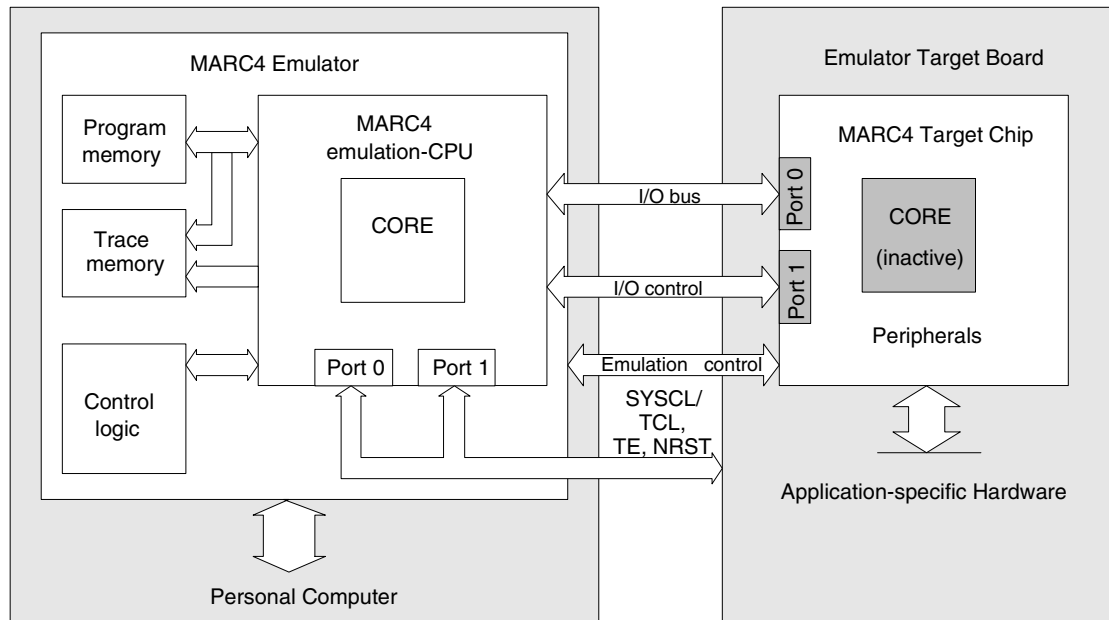 MARC4 Emulator
Program
memory
Trace
memory
Control
logic
MARC4
emulation-CPU
CORE
Port 0
Port 1
Personal Computer
I/O bus
I/O control
Emulation control
SYSCL/
TCL,
TE, NRST
Emulator Target Board
MARC4 Target Chip
Port 0
Port 1
CORE
(inactive)
Peripherals
Application-specific Hardware